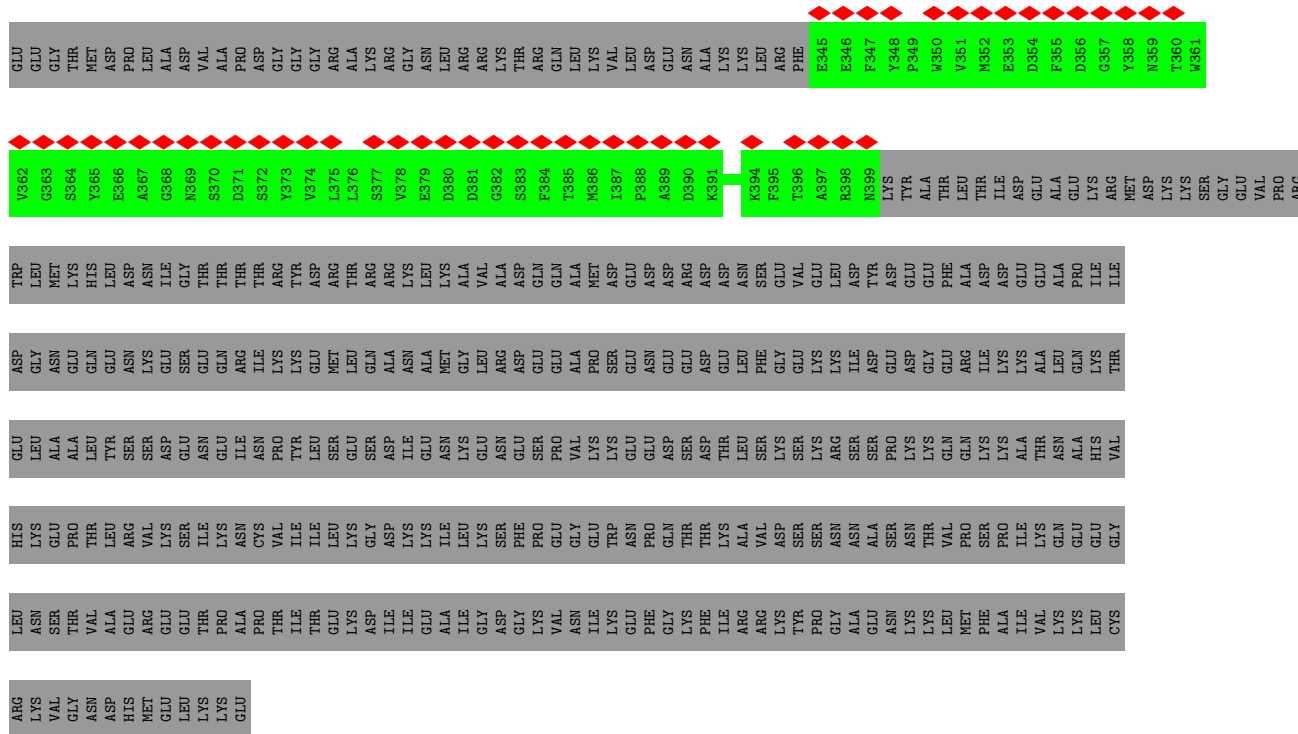 GLU GLU GLY THR MET ASP PRO LEU ALA ASP VAL ALA PRO ASP GLY GLY GLY ARG ALA LYS ARG GLY ASN LEU ARG ARG LYS THR ARG GLN LEU LYS VAL LEU ASP GLU ASN ALA LYS LYS LEU ARG PHE E345 E346 F347 Y348 P349 W350 V351 M352 E353 D354 F355 D356 G357 Y358 N359 T360 W361
V362 G363 S364 Y365 E366 A367 G368 N369 S370 D371 S372 Y373 V374 L375 L376 S377 V378 E379 D380 D381 G382 S383 F384 T385 M386 I387 P388 A389 D390 K391 K394 F395 T396 A397 R398 N399 LYS TYR ALA THR LEU THR ILE ASP GLU ALA GLU LYS ARG MET ASP LYS LYS SER GLY GLU VAL PRO ARG
TRP LEU MET LYS HIS LEU ASP ASN ILE GLY THR THR THR THR ARG TYR ASP ARG THR ARG ARG LYS LEU LYS ALA VAL ALA ASP GLN GLN ALA MET ASP GLU ASP ASP ARG ASP ASP ASN SER GLU VAL GLU LEU ASP TYR ASP GLU GLU PHE ALA ASP ASP GLU GLU ALA PRO ILE ILE
ASP GLY ASN GLU GLN GLU ASN LYS GLU SER GLU GLN ARG ILE LYS LYS GLU MET LEU GLN ALA ASN ALA MET GLY LEU ARG ASP GLU GLU ALA PRO SER GLU ASN GLU GLU ASP GLU LEU PHE GLY GLU LYS LYS ILE ASP GLU ASP GLY GLU ARG ILE LYS LYS ALA LEU GLN LYS THR
GLU LEU ALA ALA LEU TYR SER SER ASP GLU ASN GLU ILE ASN PRO TYR LEU SER GLU SER ASP ILE GLU ASN LYS GLU ASN GLU SER PRO VAL LYS LYS GLU GLU ASP SER ASP THR LEU SER LYS SER LYS ARG SER SER PRO LYS LYS GLN GLN LYS LYS ALA THR ASN ALA HIS VAL
HIS LYS GLU PRO THR LEU ARG VAL LYS SER ILE LYS ASN CYS VAL ILE ILE LEU LYS GLY ASP LYS LYS ILE LEU LYS SER PHE PRO GLU GLY GLU TRP ASN PRO GLN THR THR LYS ALA VAL ASP SER SER ASN ASN ALA SER ASN THR VAL PRO SER PRO ILE LYS GLN GLU GLU GLY
LEU ASN SER THR VAL ALA GLU ARG GLU GLU THR PRO ALA PRO THR ILE THR GLU LYS ASP ILE ILE GLU ALA ILE GLY ASP GLY LYS VAL ASN ILE LYS GLU PHE GLY LYS PHE ILE ARG ARG LYS TYR PRO GLY ALA GLU ASN LYS LYS LEU MET PHE ALA ILE VAL LYS LYS LEU CYS
ARG LYS VAL GLY ASN ASP HIS MET GLU LEU LYS LYS GLU